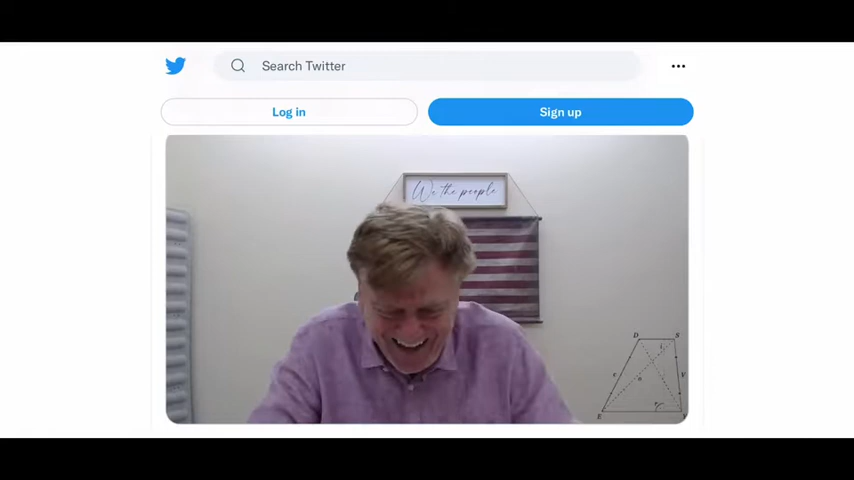 Search Twitter
Log in
Sign up
We the people
D S
c
V
E